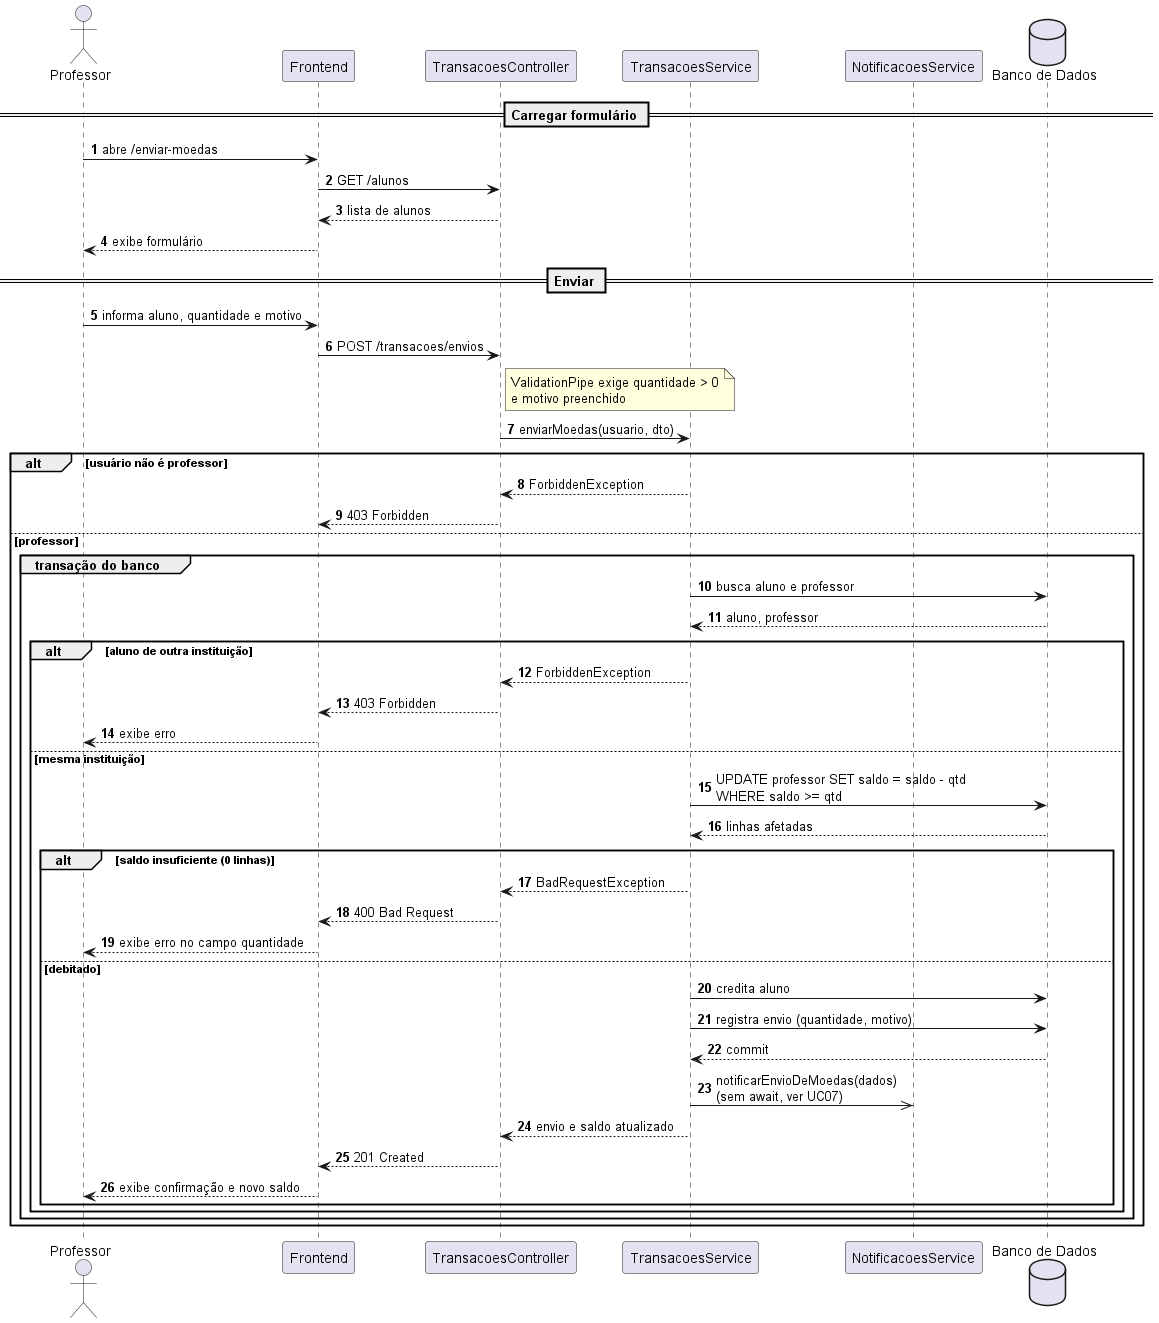 Professor
Frontend
TransacoesController
TransacoesService
NotificacoesService
Banco de Dados
Carregar formulário
1 abre /enviar-moedas
2 GET /alunos
3 lista de alunos
4 exibe formulário
Enviar
5 informa aluno, quantidade e motivo
6 POST /transacoes/envios
ValidationPipe exige quantidade > 0
e motivo preenchido
7 enviarMoedas(usuario, dto)
alt [usuário não é professor]
8 ForbiddenException
9 403 Forbidden
[professor]
transação do banco
10 busca aluno e professor
11 aluno, professor
alt [aluno de outra instituição]
12 ForbiddenException
13 403 Forbidden
14 exibe erro
[mesma instituição]
15 UPDATE professor SET saldo = saldo - qtd
WHERE saldo >= qtd
16 linhas afetadas
alt [saldo insuficiente (0 linhas)]
17 BadRequestException
18 400 Bad Request
19 exibe erro no campo quantidade
[debitado]
20 credita aluno
21 registra envio (quantidade, motivo)
22 commit
23 notificarEnvioDeMoedas(dados)
(sem await, ver UC07)
24 envio e saldo atualizado
25 201 Created
26 exibe confirmação e novo saldo
Professor
Frontend
TransacoesController
TransacoesService
NotificacoesService
Banco de Dados